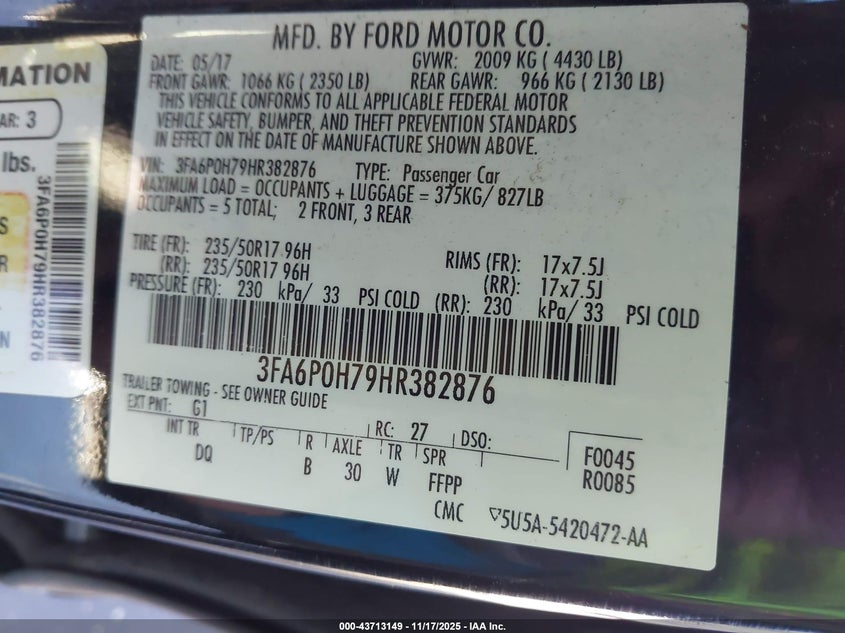 MFD. BY FORD MOTOR CO.
DATE: 05/17 GVWR: 2009 KG ( 4430 LB)
FRONT GAWR: 1066 KG ( 2350 LB) REAR GAWR: 966 KG ( 2130 LB)
THIS VEHICLE CONFORMS TO ALL APPLICABLE FEDERAL MOTOR
VEHICLE SAFETY, BUMPER, AND THEFT PREVENTION STANDARDS
IN EFFECT ON THE DATE OF MANUFACTURE SHOWN ABOVE.
VIN: 3FA6P0H79HR382876 TYPE: Passenger Car
MAXIMUM LOAD = OCCUPANTS + LUGGAGE = 375KG/ 827LB
OCCUPANTS = 5 TOTAL; 2 FRONT, 3 REAR
TIRE (FR): 235/50R17 96H RIMS (FR): 17x7.5J
(RR): 235/50R17 96H (RR): 17x7.5J
PRESSURE (FR): 230 kPa/ 33 PSI COLD (RR): 230 kPa/ 33 PSI COLD
3FA6P0H79HR382876
TRAILER TOWING - SEE OWNER GUIDE
EXT PNT: G1 RC: 27 DSO:
INT TR TP/PS R AXLE TR SPR
DQ B 30 W FFPP
F0045
R0085
CMC 5U5A-5420472-AA
RMATION
AR: 3
lbs.
3FA6P0H79HR382876
S
R
N
000-43713149 - 11/17/2025 - IAA Inc.